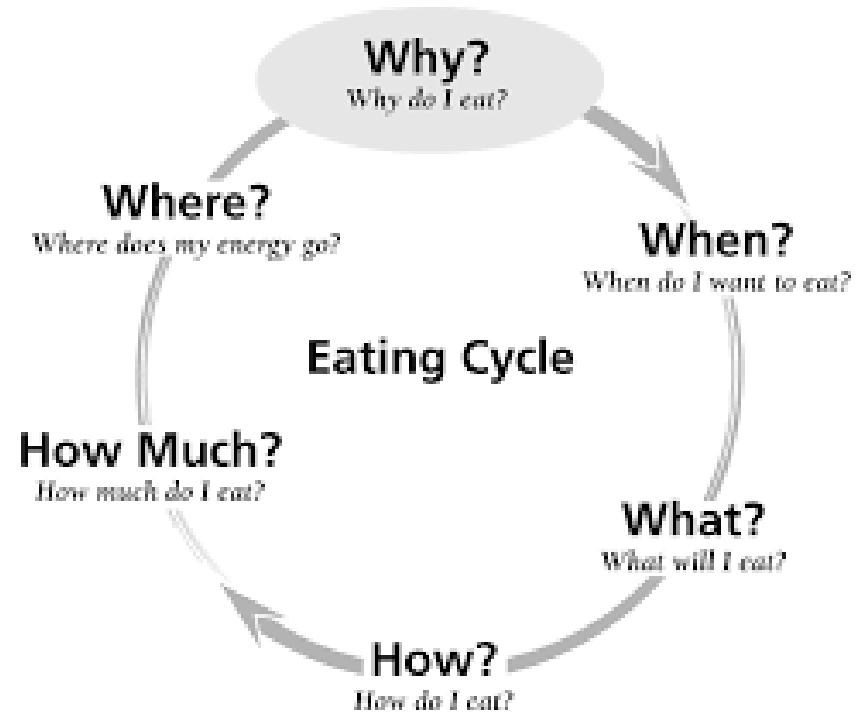 Why?
Why do I eat?
When?
When do I want to eat?
What?
What will I eat?
How?
How do I eat?
How Much?
How much do I eat?
Where?
Where does my energy go?
Eating Cycle